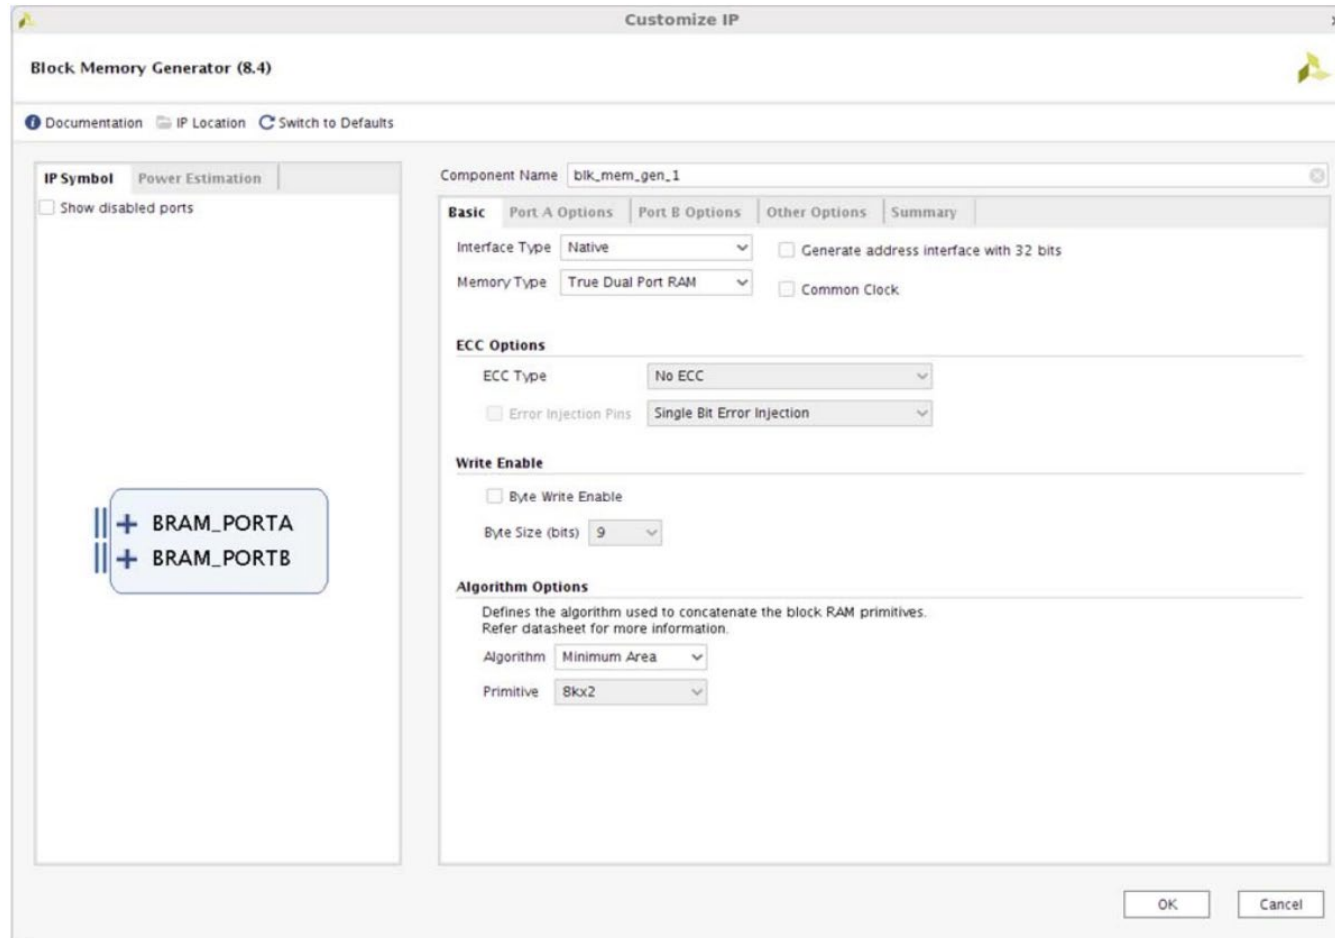 Customize IP
Block Memory Generator (8.4)
Documentation IP Location Switch to Defaults
IP Symbol Power Estimation
Show disabled ports
BRAM_PORTA
BRAM_PORTB
Component Name blk_mem_gen_1
Basic Port A Options Port B Options Other Options Summary
Interface Type Native Generate address interface with 32 bits
Memory Type True Dual Port RAM Common Clock
ECC Options
ECC Type No ECC
Error Injection Pins Single Bit Error Injection
Write Enable
Byte Write Enable
Byte Size (bits) 9
Algorithm Options
Defines the algorithm used to concatenate the block RAM primitives.
Refer datasheet for more information.
Algorithm Minimum Area
Primitive 8kx2
OK Cancel